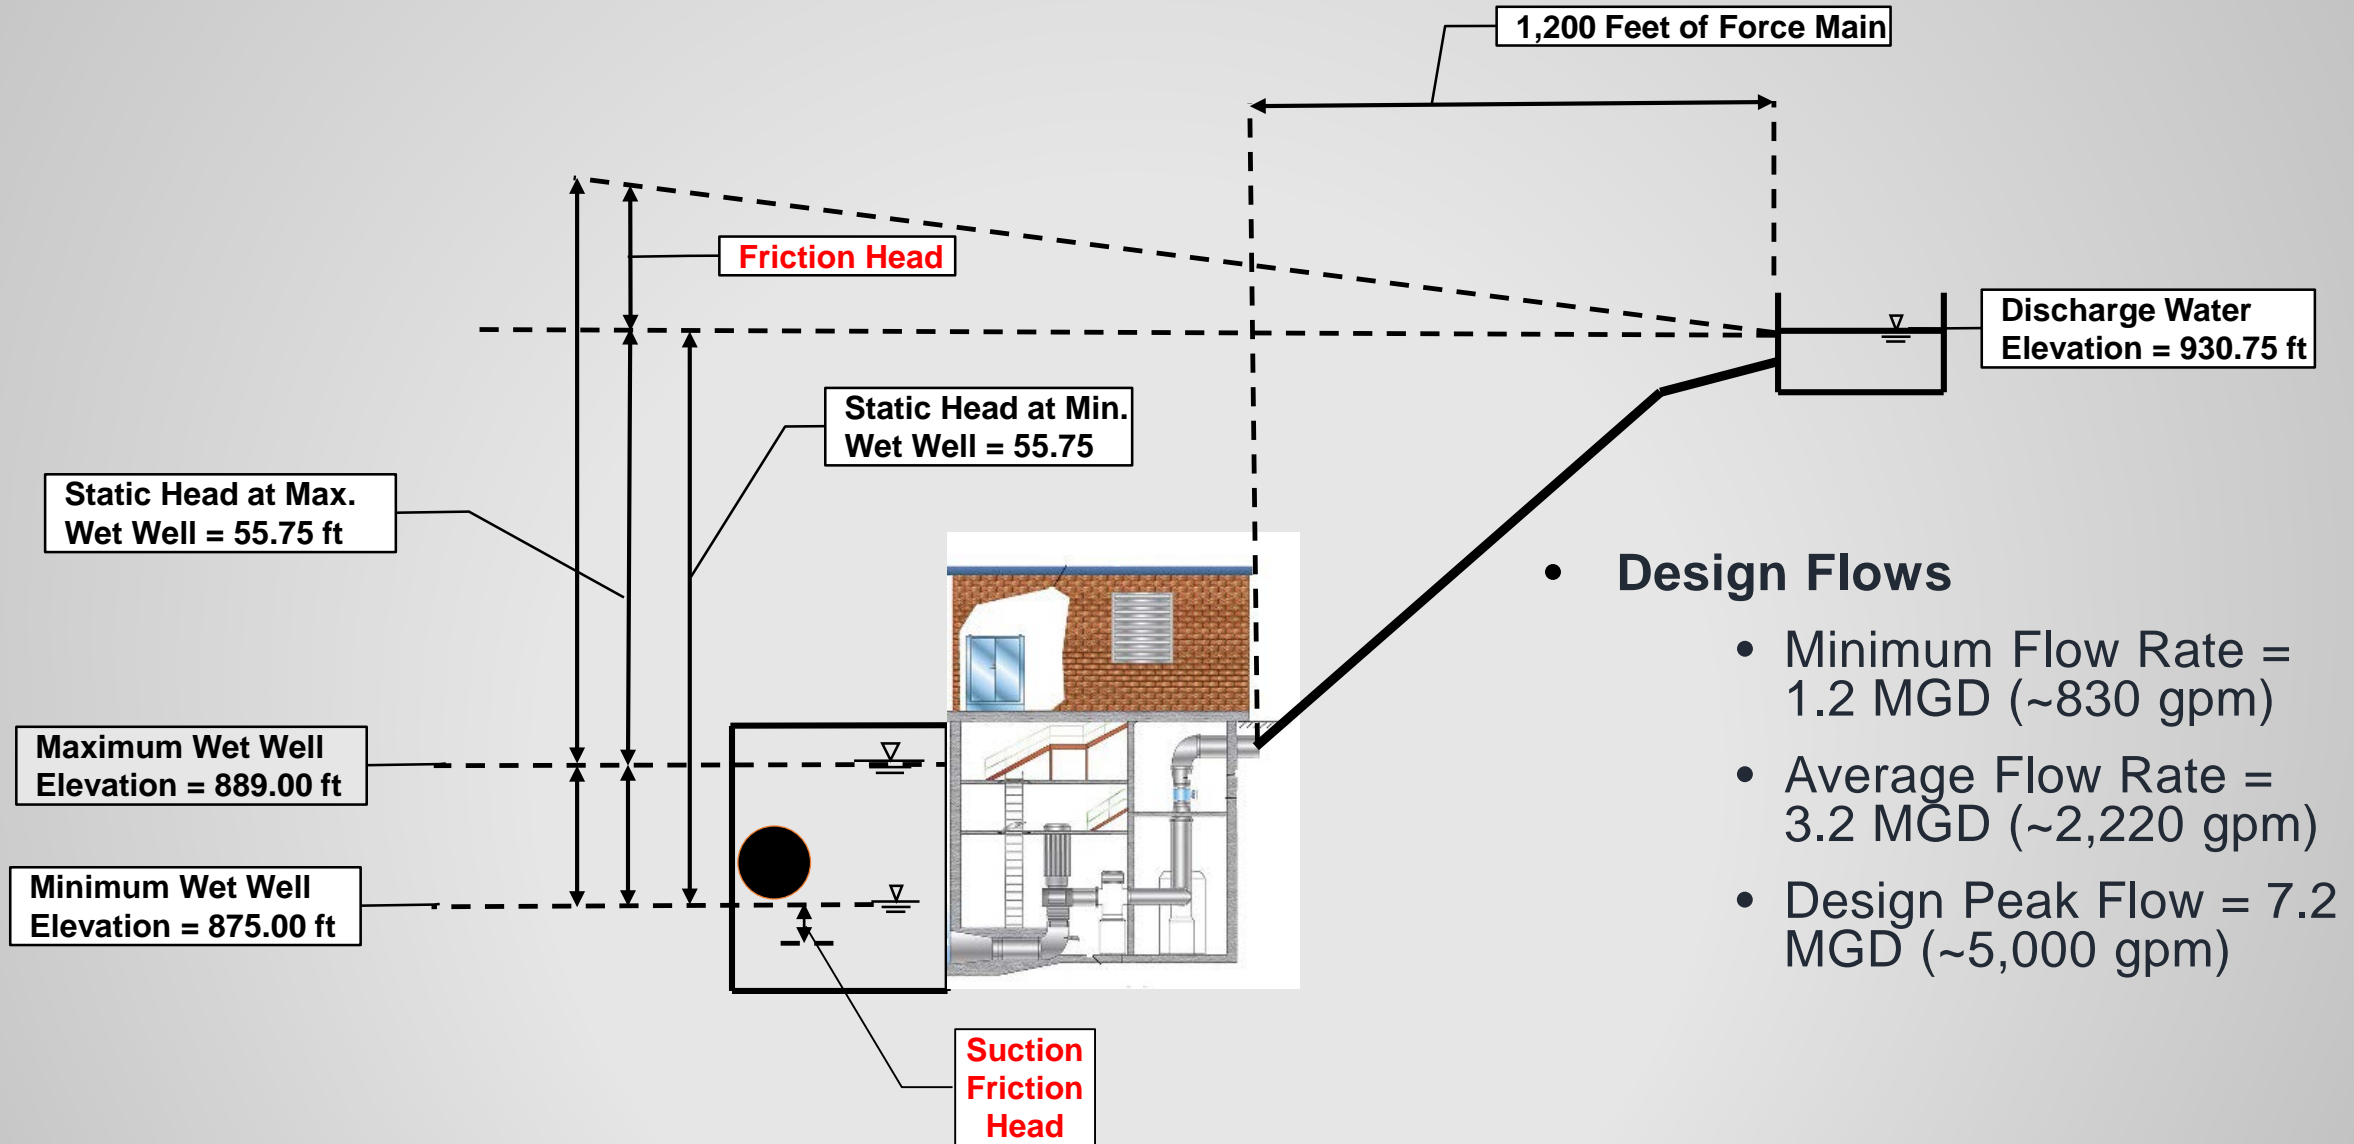 1,200 Feet of Force Main
Friction Head
Discharge Water
Elevation = 930.75 ft
Static Head at Min.
Wet Well = 55.75
Static Head at Max.
Wet Well = 55.75 ft
Maximum Wet Well
Elevation = 889.00 ft
Minimum Wet Well
Elevation = 875.00 ft
Suction
Friction
Head
• Design Flows
• Minimum Flow Rate =
1.2 MGD (~830 gpm)
• Average Flow Rate =
3.2 MGD (~2,220 gpm)
• Design Peak Flow = 7.2
MGD (~5,000 gpm)